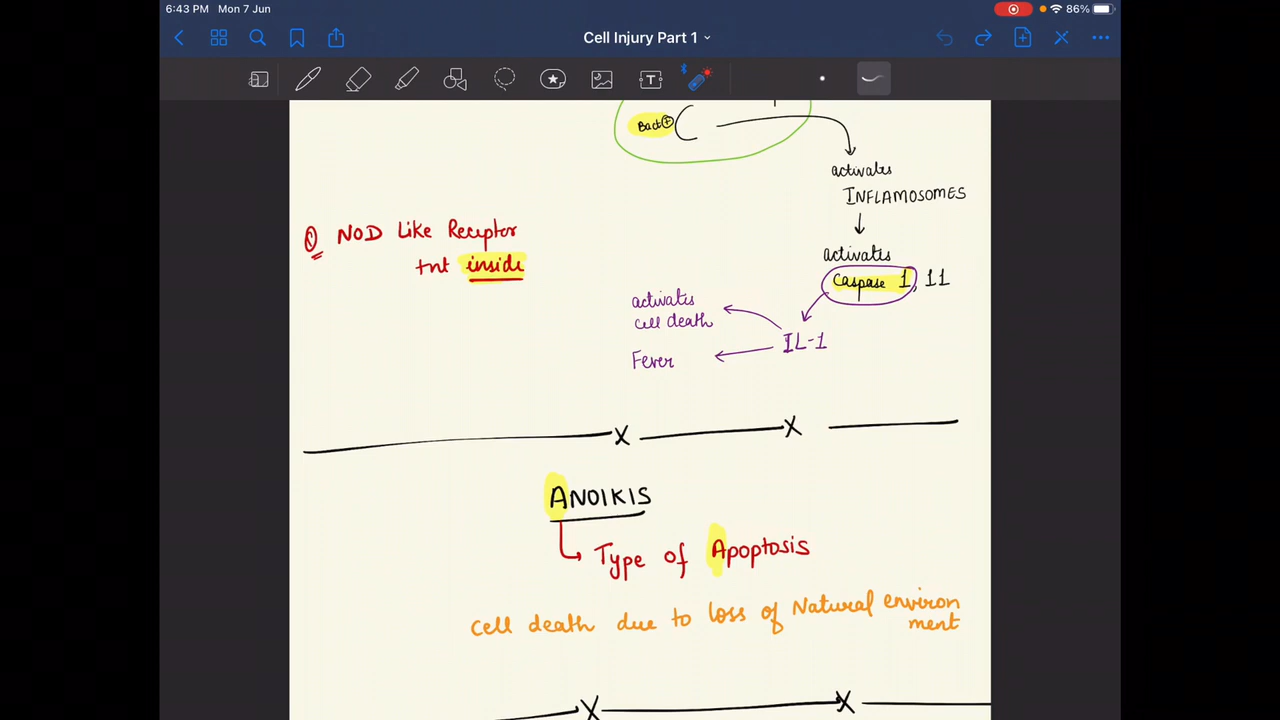 6:43 PM Mon 7 Jun
86%
Cell Injury Part 1
Bact +
activates
INFLAMOSOMES
activates
Caspase 1, 11
Q NOD Like Receptor
tnt inside
activates
cell death
IL-1
Fever
X X
ANOIKIS
Type of Apoptosis
cell death due to loss of Natural environ
ment
X X